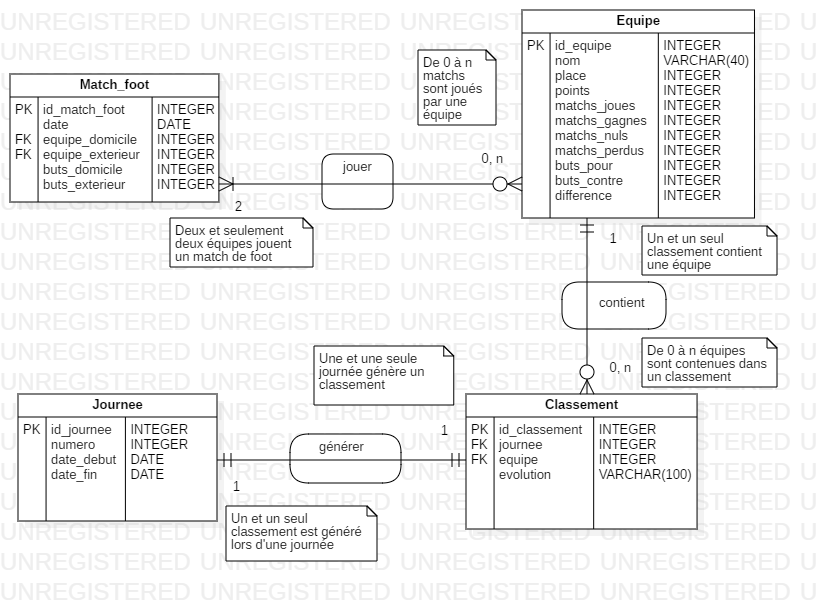 Equipe
PK id_equipe INTEGER
nom VARCHAR(40)
place INTEGER
points INTEGER
matchs_joues INTEGER
matchs_gagnes INTEGER
matchs_nuls INTEGER
matchs_perdus INTEGER
buts_pour INTEGER
buts_contre INTEGER
difference INTEGER
De 0 à n
matchs
sont joués
par une
équipe
Match_foot
PK id_match_foot INTEGER
date DATE
FK equipe_domicile INTEGER
FK equipe_exterieur INTEGER
buts_domicile INTEGER
buts_exterieur INTEGER
jouer
0, n
2
Deux et seulement
deux équipes jouent
un match de foot
1
Un et un seul
classement contient
une équipe
contient
0, n
De 0 à n équipes
sont contenues dans
un classement
Une et une seule
journée génère un
classement
Journee
PK id_journee INTEGER
numero INTEGER
date_debut DATE
date_fin DATE
générer
1
1
Un et un seul
classement est généré
lors d'une journée
Classement
PK id_classement INTEGER
FK journee INTEGER
FK equipe INTEGER
evolution VARCHAR(100)
UNREGISTERED UNREGISTERED UNREGISTERED UNREGISTERED